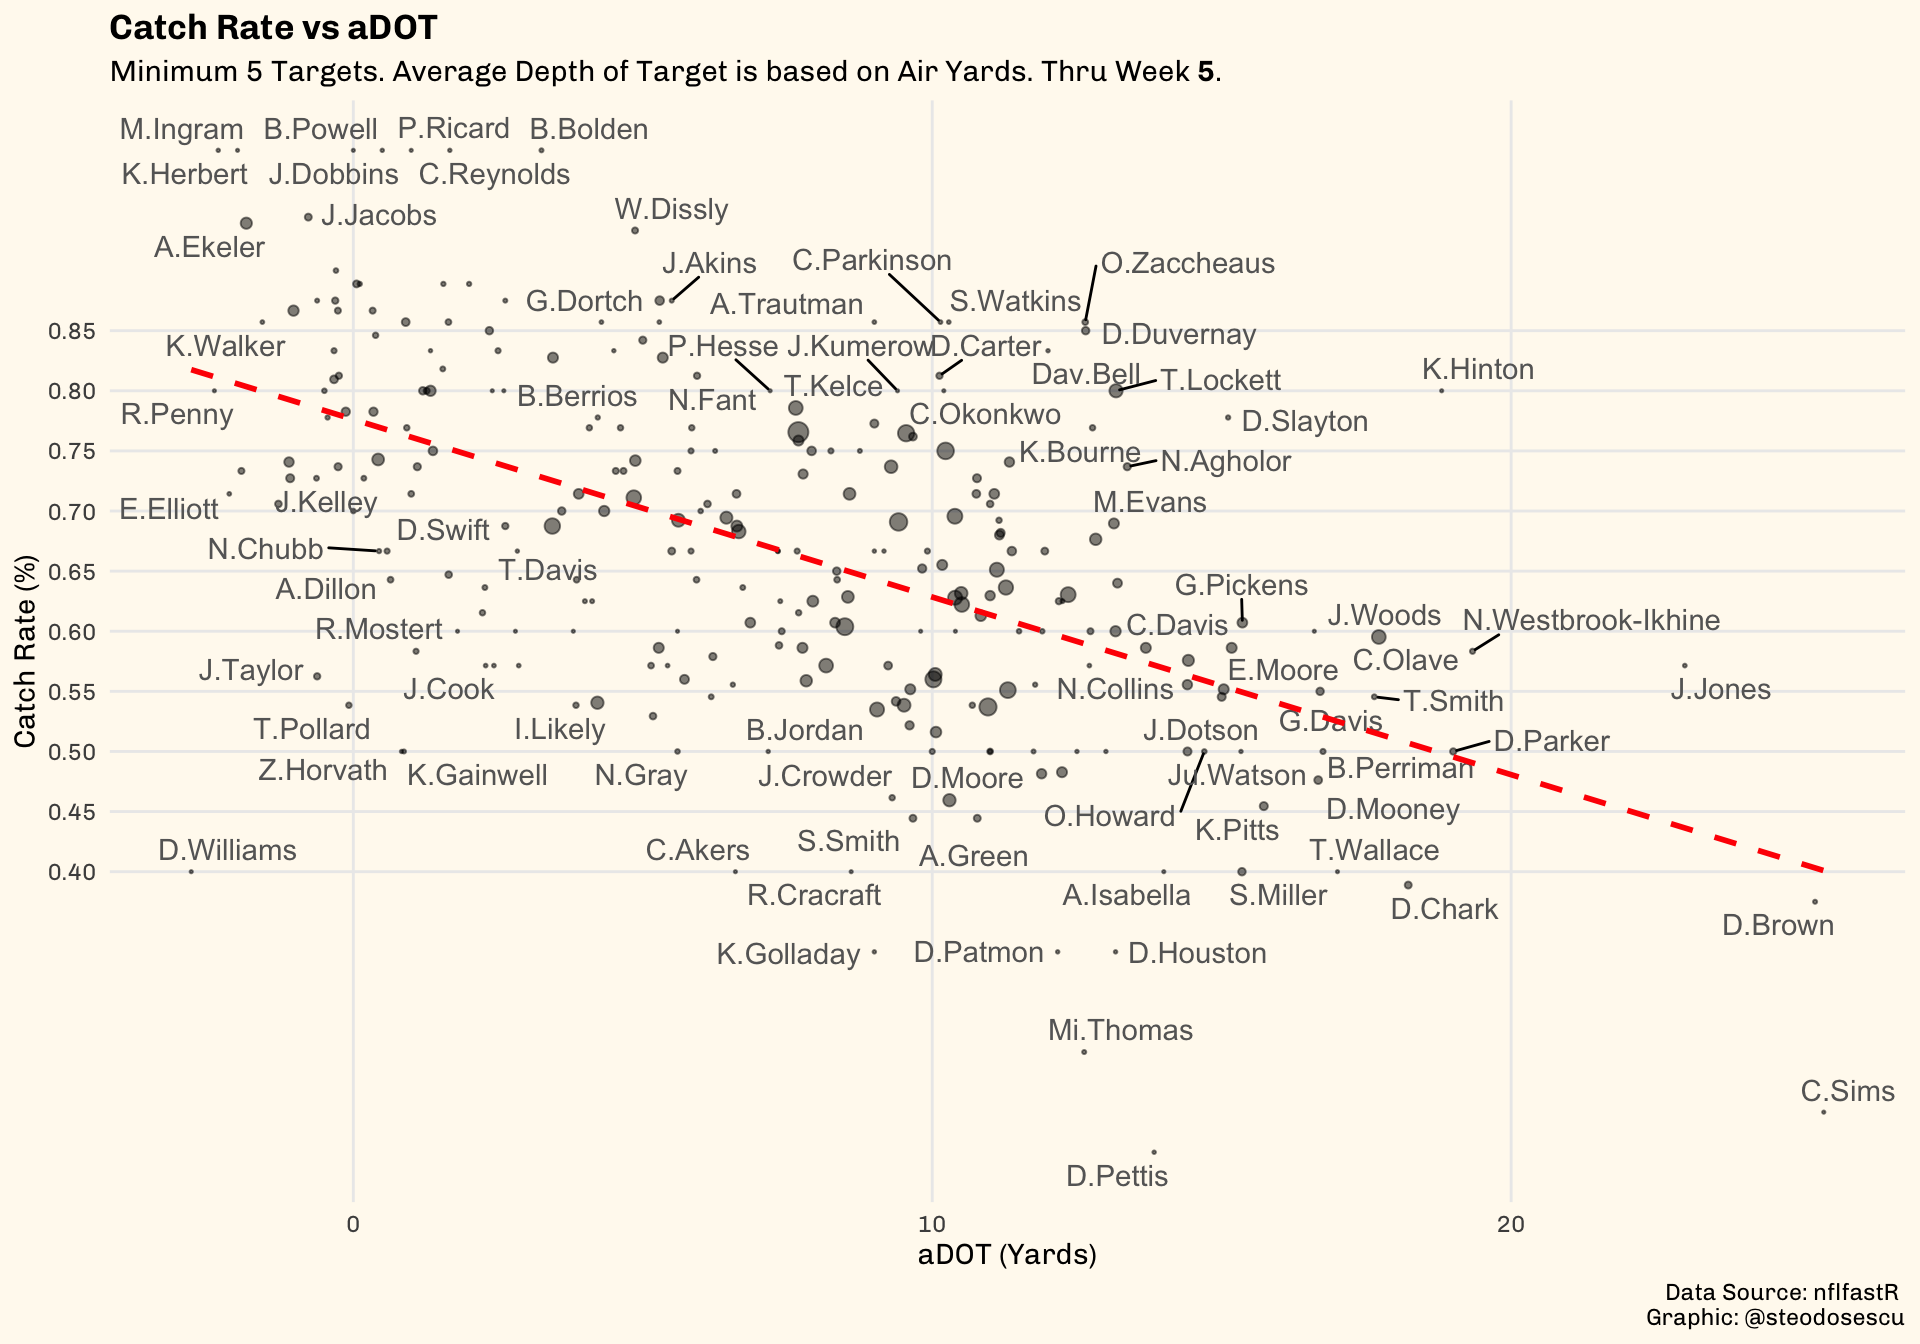 Catch Rate vs aDOT
Minimum 5 Targets. Average Depth of Target is based on Air Yards. Thru Week 5.
M.Ingram B.Powell P.Ricard B.Bolden
K.Herbert J.Dobbins C.Reynolds
J.Jacobs W.Dissly
A.Ekeler
J.Akins C.Parkinson O.Zaccheaus
G.Dortch A.Trautman S.Watkins
0.85
D.Duvernay
K.Walker P.Hesse J.Kumerow D.Carter
K.Hinton
Dav.Bell T.Lockett
0.80
B.Berrios N.Fant T.Kelce
R.Penny C.Okonkwo D.Slayton
0.75
K.Bourne N.Agholor
E.Elliott J.Kelley M.Evans
0.70
D.Swift
N.Chubb
0.65
T.Davis
A.Dillon G.Pickens
0.60
R.Mostert C.Davis J.Woods N.Westbrook-Ikhine
J.Taylor E.Moore C.Olave
0.55
J.Cook N.Collins T.Smith J.Jones
T.Pollard I.Likely B.Jordan J.Dotson G.Davis
0.50
D.Parker
Z.Horvath K.Gainwell N.Gray J.Crowder D.Moore Ju.Watson B.Perriman
0.45
O.Howard K.Pitts D.Mooney
D.Williams C.Akers S.Smith A.Green T.Wallace
0.40
R.Cracraft A.Isabella S.Miller D.Chark
D.Brown
K.Golladay D.Patmon D.Houston
Mi.Thomas
C.Sims
D.Pettis
Catch Rate (%)
0 10 20
aDOT (Yards)
Data Source: nflfastR
Graphic: @steodosescu